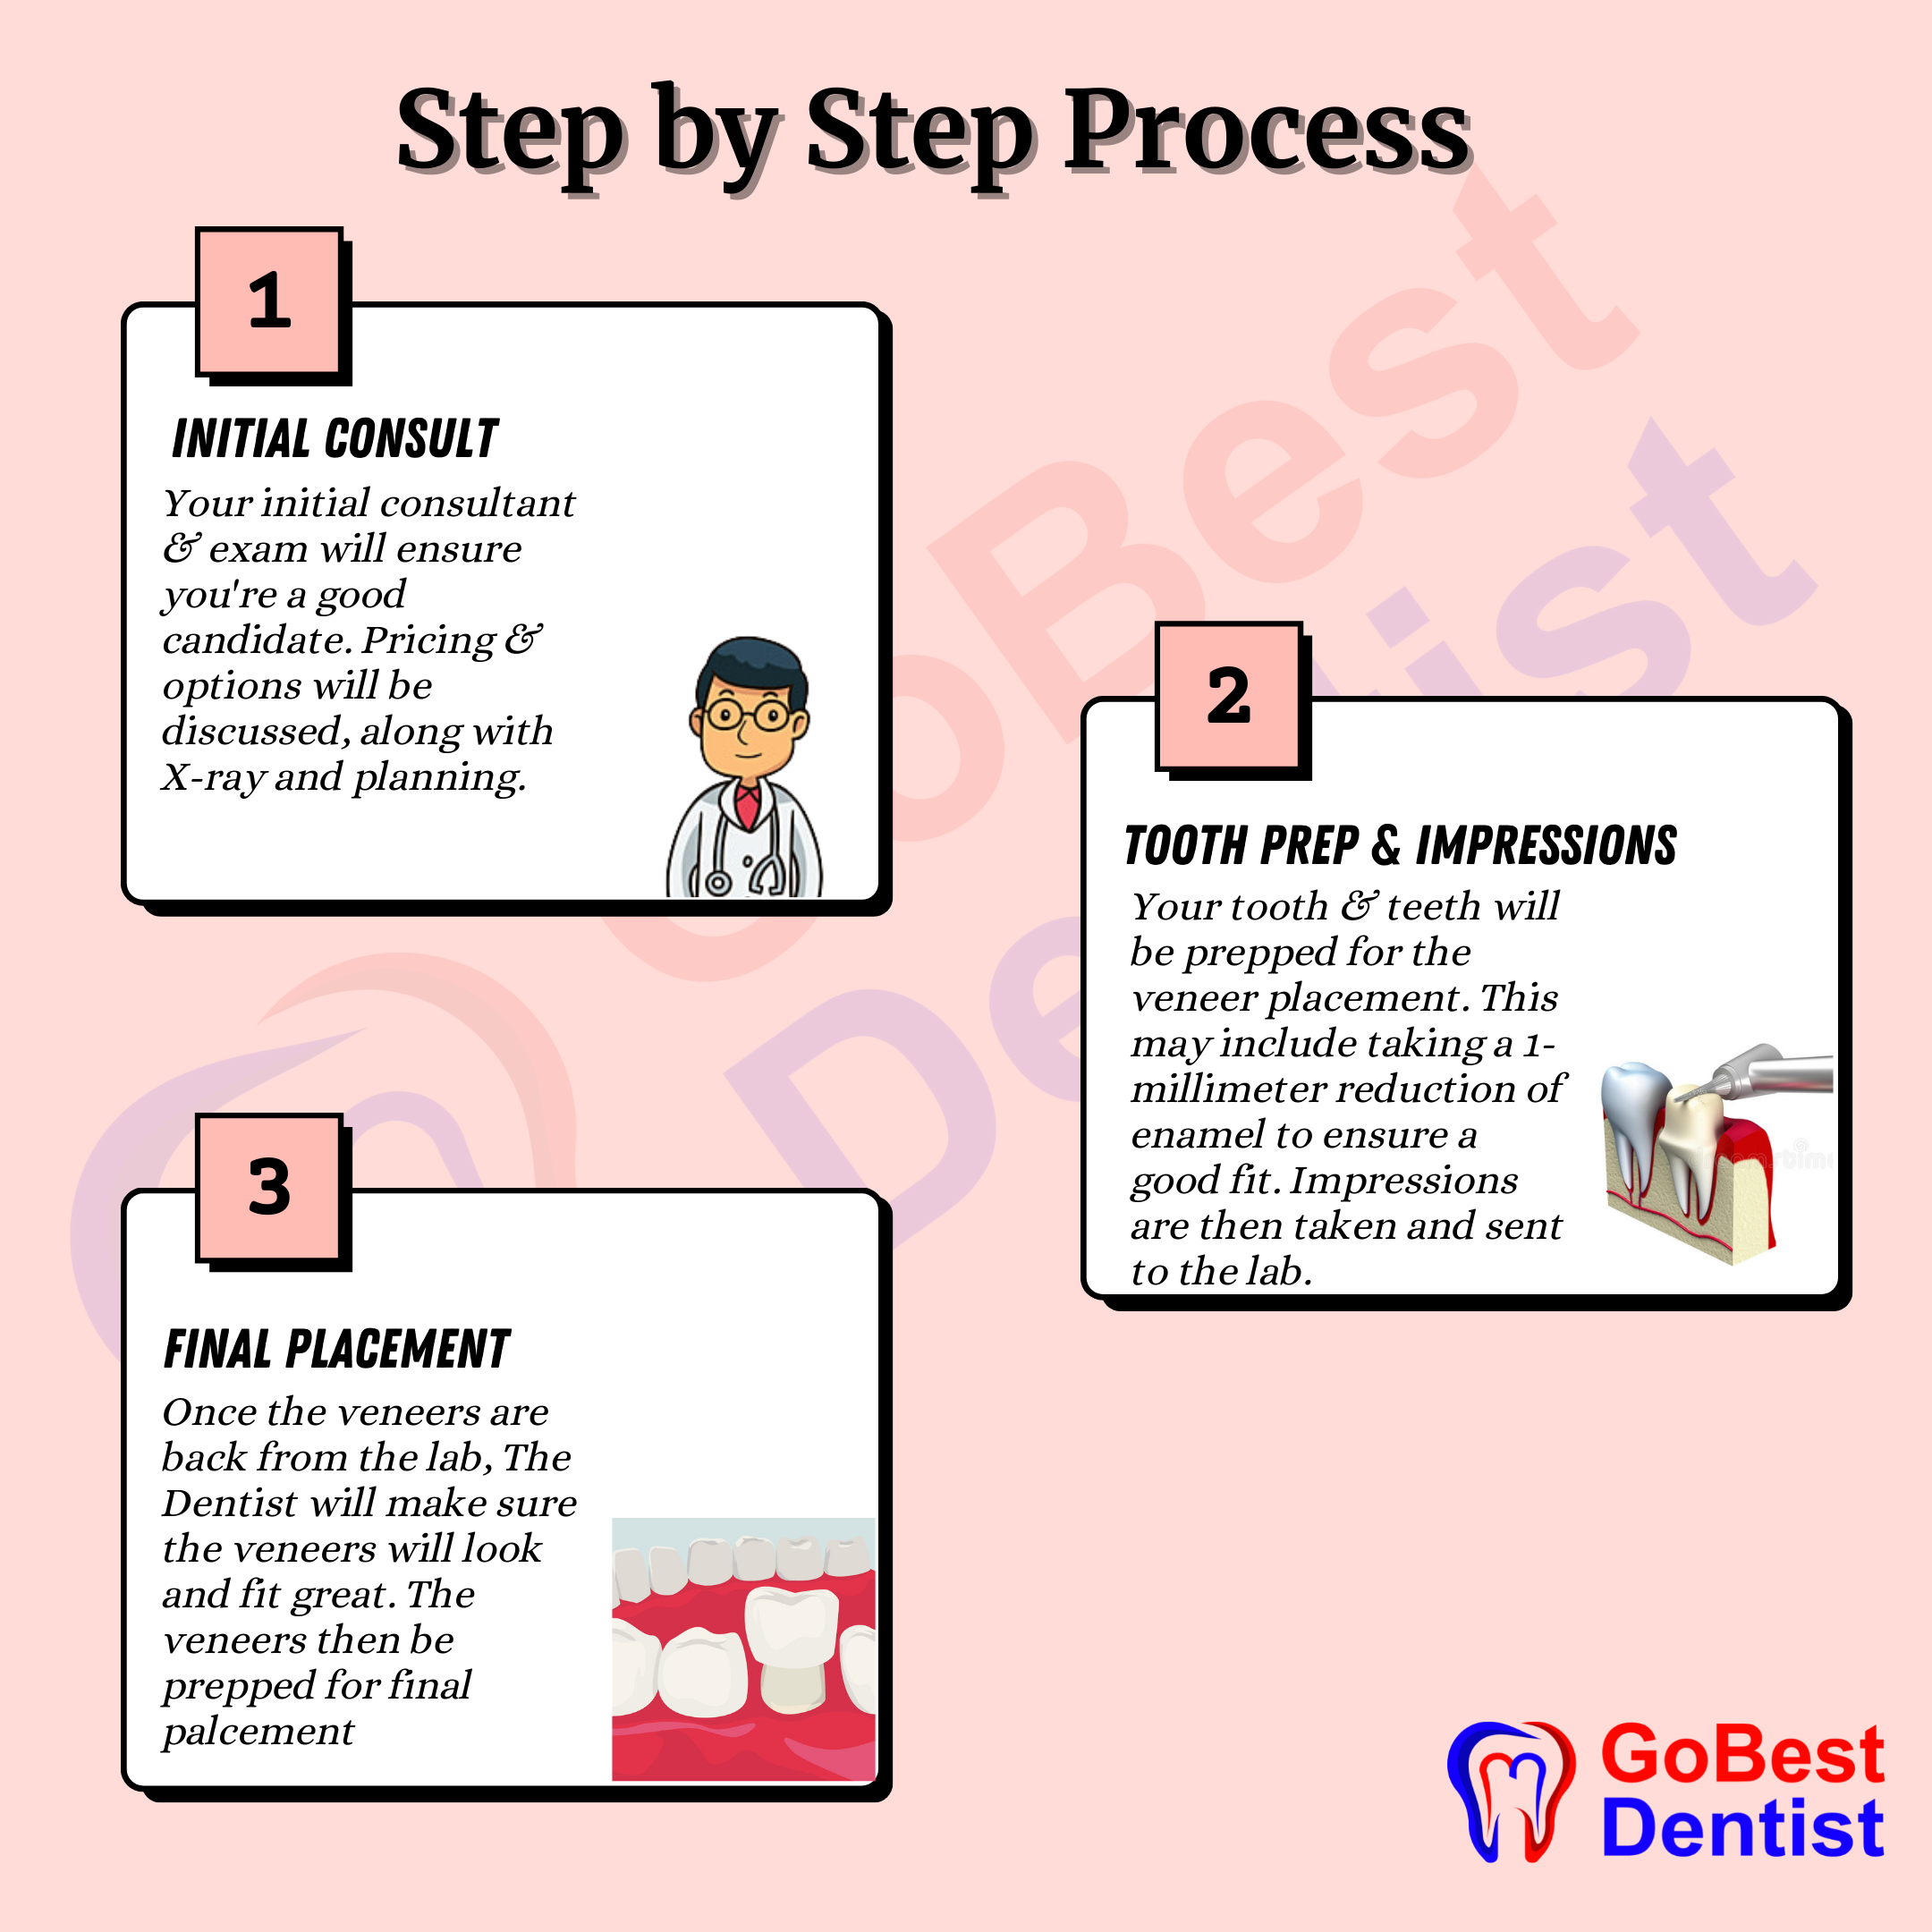 Step by Step Process
1
INITIAL CONSULT
Your initial consultant
& exam will ensure
you're a good
candidate. Pricing &
options will be
discussed, along with
X-ray and planning.
2
TOOTH PREP & IMPRESSIONS
Your tooth & teeth will
be prepped for the
veneer placement. This
may include taking a 1-
millimeter reduction of
enamel to ensure a
good fit. Impressions
are then taken and sent
to the lab.
3
FINAL PLACEMENT
Once the veneers are
back from the lab, The
Dentist will make sure
the veneers will look
and fit great. The
veneers then be
prepped for final
palcement
GoBest
Dentist